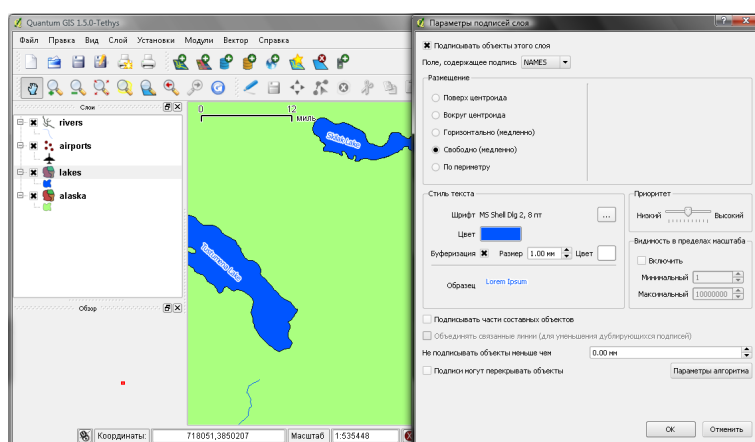 Quantum GIS 1.5.0-Tethys
Файл Правка Вид Слой Установки Модули Вектор Справка
Слои
rivers
airports
lakes
alaska
Обзор
0 12
миль
Skilak Lake
Tustumena Lake
Координаты: 718051,3850207 Масштаб 1:535448
Параметры подписей слоя
Подписывать объекты этого слоя
Поле, содержащее подпись NAMES
Размещение
Поверх центроида
Вокруг центроида
Горизонтально (медленно)
Свободно (медленно)
По периметру
Стиль текста
Шрифт MS Shell Dlg 2, 8 пт ...
Цвет
Буферизация Размер 1.00 мм Цвет
Образец Lorem Ipsum
Приоритет
Низкий Высокий
Видимость в пределах масштаба
Включить
Минимальный 1
Максимальный 10000000
Подписывать части составных объектов
Объединять связанные линии (для уменьшения дублирующихся подписей)
Не подписывать объекты меньше чем 0.00 мм
Подписи могут перекрывать объекты Параметры алгоритма
ОК Отменить